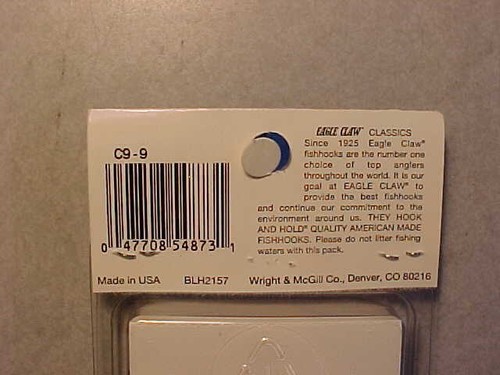 C9-9
0 47708 54873 1
EAGLE CLAW® CLASSICS
Since 1925 Eagle Claw®
fishhooks are the number one
choice of top anglers
throughout the world. It is our
goal at EAGLE CLAW® to
provide the best fishhooks
and continue our commitment to the
environment around us. THEY HOOK
AND HOLD® QUALITY AMERICAN MADE
FISHHOOKS. Please do not litter fishing
waters with this pack.
Made in USA BLH2157 Wright & McGill Co., Denver, CO 80216